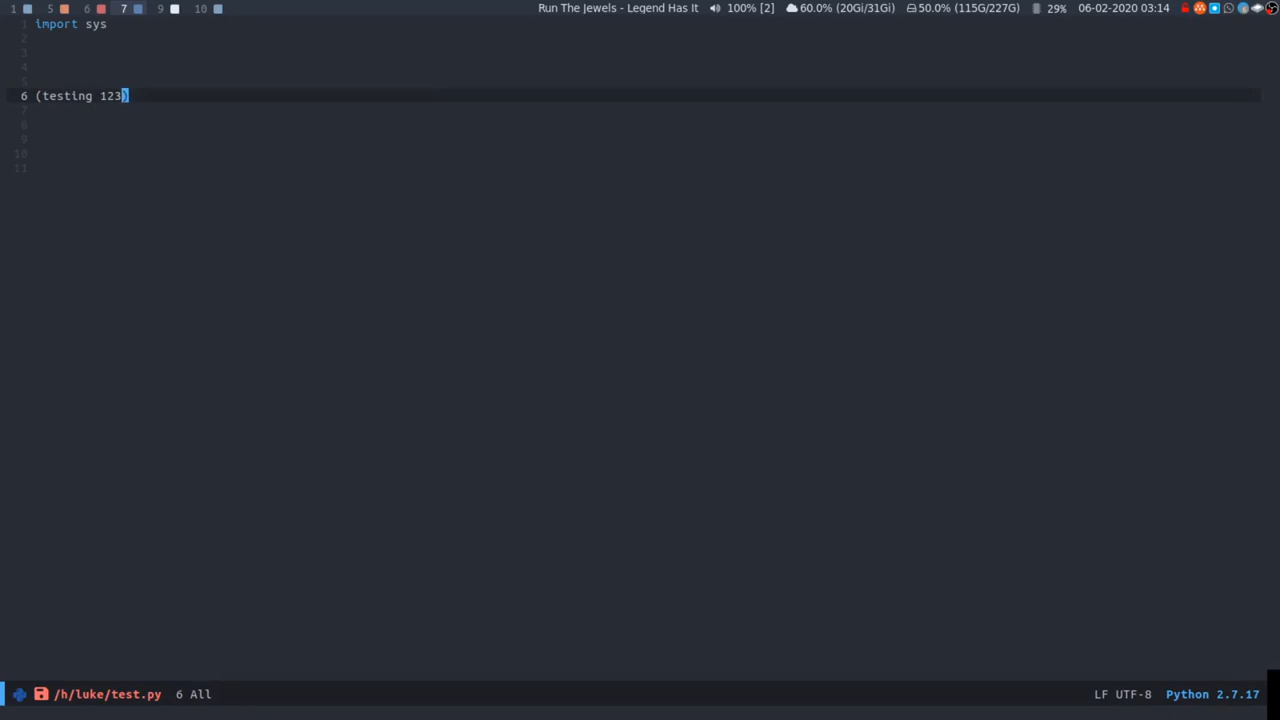 1 5 6 7 9 10 Run The Jewels - Legend Has It 100% [2] 60.0% (20Gi/31Gi) 50.0% (115G/227G) 29% 06-02-2020 03:14
1 import sys
2
3
4
5
6 (testing 123)
7
8
9
10
11
/h/luke/test.py 6 All LF UTF-8 Python 2.7.17